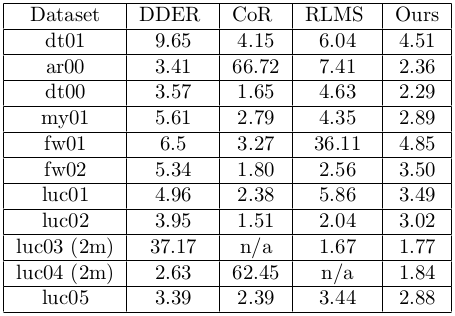 Dataset DDER CoR RLMS Ours
dt01 9.65 4.15 6.04 4.51
ar00 3.41 66.72 7.41 2.36
dt00 3.57 1.65 4.63 2.29
my01 5.61 2.79 4.35 2.89
fw01 6.5 3.27 36.11 4.85
fw02 5.34 1.80 2.56 3.50
luc01 4.96 2.38 5.86 3.49
luc02 3.95 1.51 2.04 3.02
luc03 (2m) 37.17 n/a 1.67 1.77
luc04 (2m) 2.63 62.45 n/a 1.84
luc05 3.39 2.39 3.44 2.88